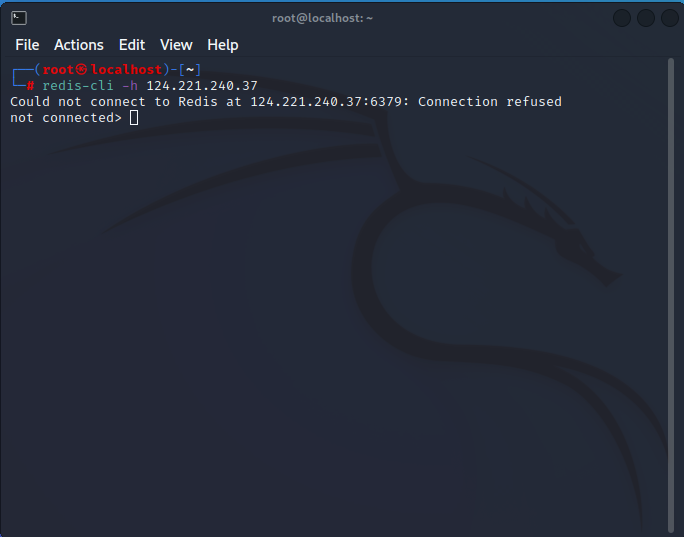 root@localhost: ~
File Actions Edit View Help
┌──(root㉿localhost)-[~]
└─# redis-cli -h 124.221.240.37
Could not connect to Redis at 124.221.240.37:6379: Connection refused
not connected>